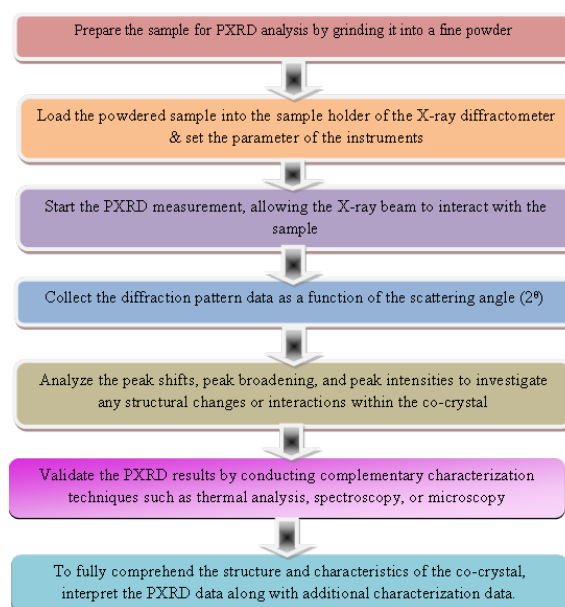 Prepare the sample for PXRD analysis by grinding it into a fine powder
Load the powdered sample into the sample holder of the X-ray diffractometer
& set the parameter of the instruments
Start the PXRD measurement, allowing the X-ray beam to interact with the
sample
Collect the diffraction pattern data as a function of the scattering angle (2θ)
Analyze the peak shifts, peak broadening, and peak intensities to investigate
any structural changes or interactions within the co-crystal
Validate the PXRD results by conducting complementary characterization
techniques such as thermal analysis, spectroscopy, or microscopy
To fully comprehend the structure and characteristics of the co-crystal,
interpret the PXRD data along with additional characterization data.